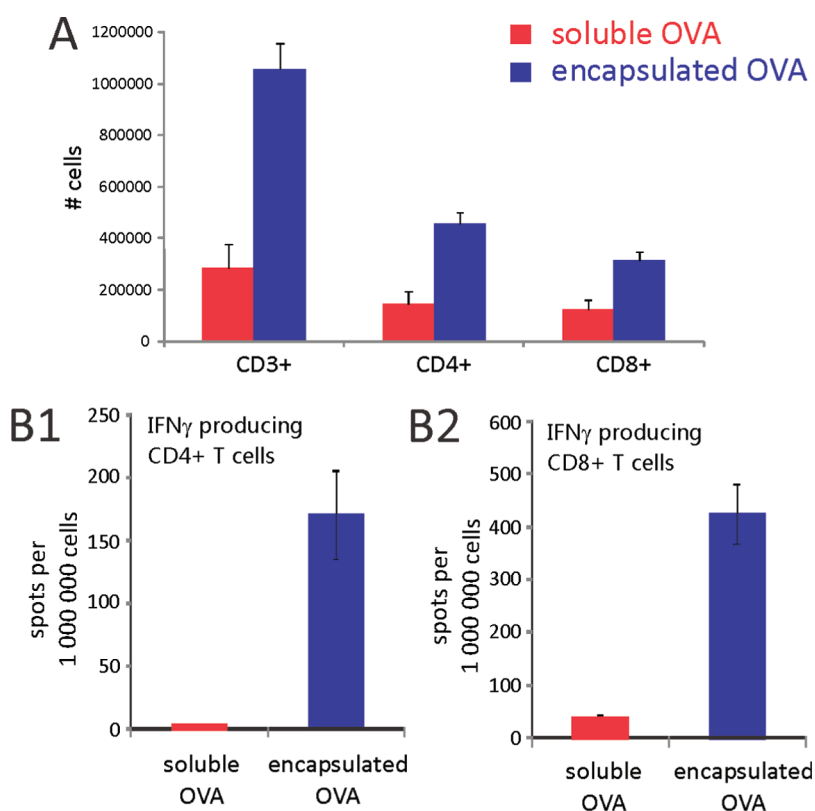 A
soluble OVA
encapsulated OVA
# cells
1200000
1000000
800000
600000
400000
200000
0
CD3+ CD4+ CD8+
B1
IFNγ producing
CD4+ T cells
spots per
1 000 000 cells
250
200
150
100
50
0
soluble
OVA
encapsulated
OVA
B2
IFNγ producing
CD8+ T cells
spots per
1 000 000 cells
600
500
400
300
200
100
0
soluble
OVA
encapsulated
OVA